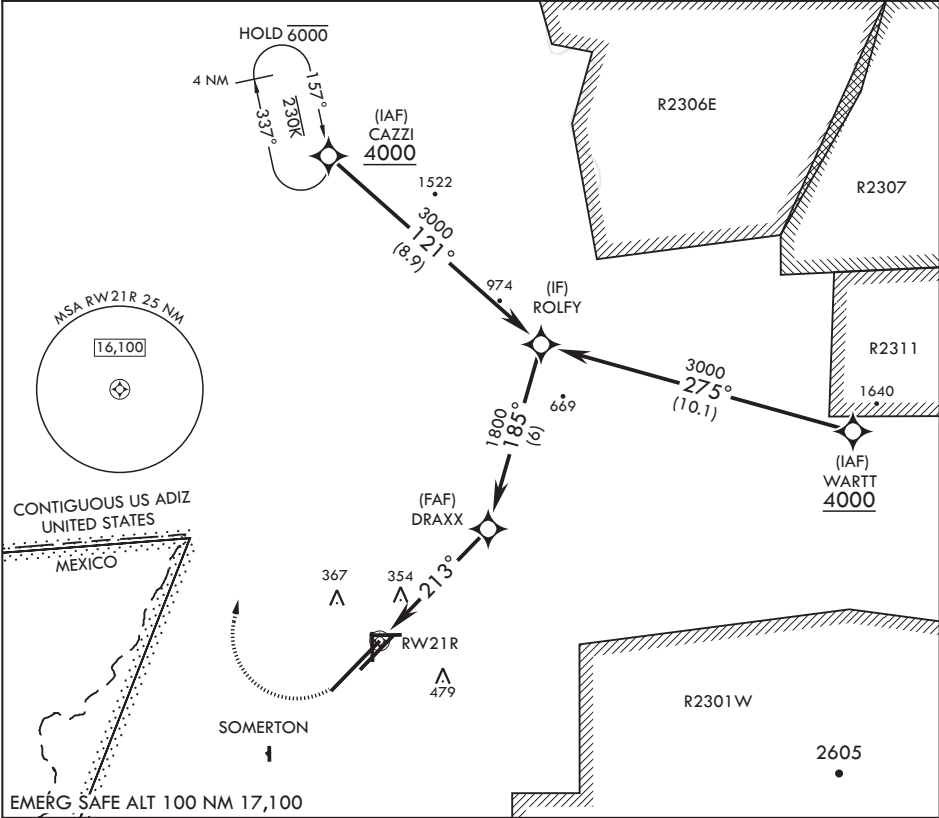 HOLD 6000
4 NM
157°
230K
337°
(IAF)
CAZZI
4000
R2306E
R2307
1522
3000
121°
(8.9)
974
(IF)
ROLFY
MSA RW21R 25 NM
16,100
R2311
3000
275°
(10.1)
1640
669
1800
185°
(6)
(IAF)
WARTT
4000
(FAF)
DRAXX
CONTIGUOUS US ADIZ
UNITED STATES
MEXICO
367
354
213°
RW21R
479
SOMERTON
R2301W
2605
EMERG SAFE ALT 100 NM 17,100